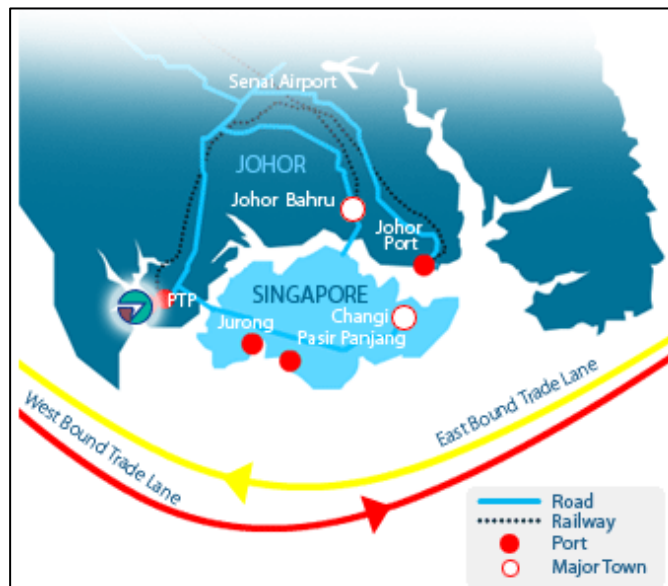 Senai Airport
JOHOR
Johor Bahru
Johor
Port
PTP
SINGAPORE
Changi
Jurong
Pasir Panjang
West Bound Trade Lane
East Bound Trade Lane
Road
Railway
Port
Major Town